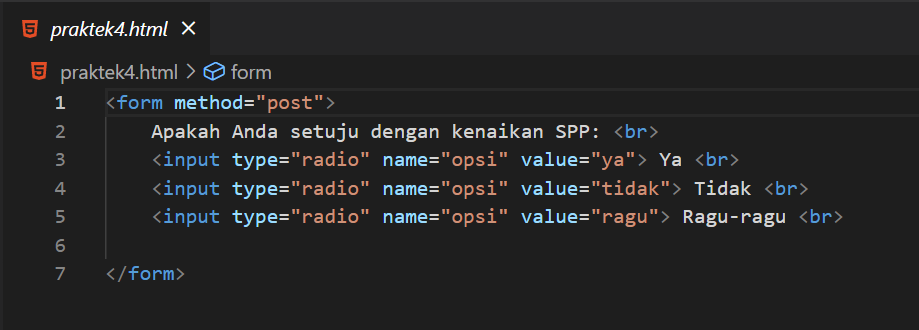 praktek4.html ×
praktek4.html > form
1 <form method="post">
2 Apakah Anda setuju dengan kenaikan SPP: <br>
3 <input type="radio" name="opsi" value="ya"> Ya <br>
4 <input type="radio" name="opsi" value="tidak"> Tidak <br>
5 <input type="radio" name="opsi" value="ragu"> Ragu-ragu <br>
6
7 </form>